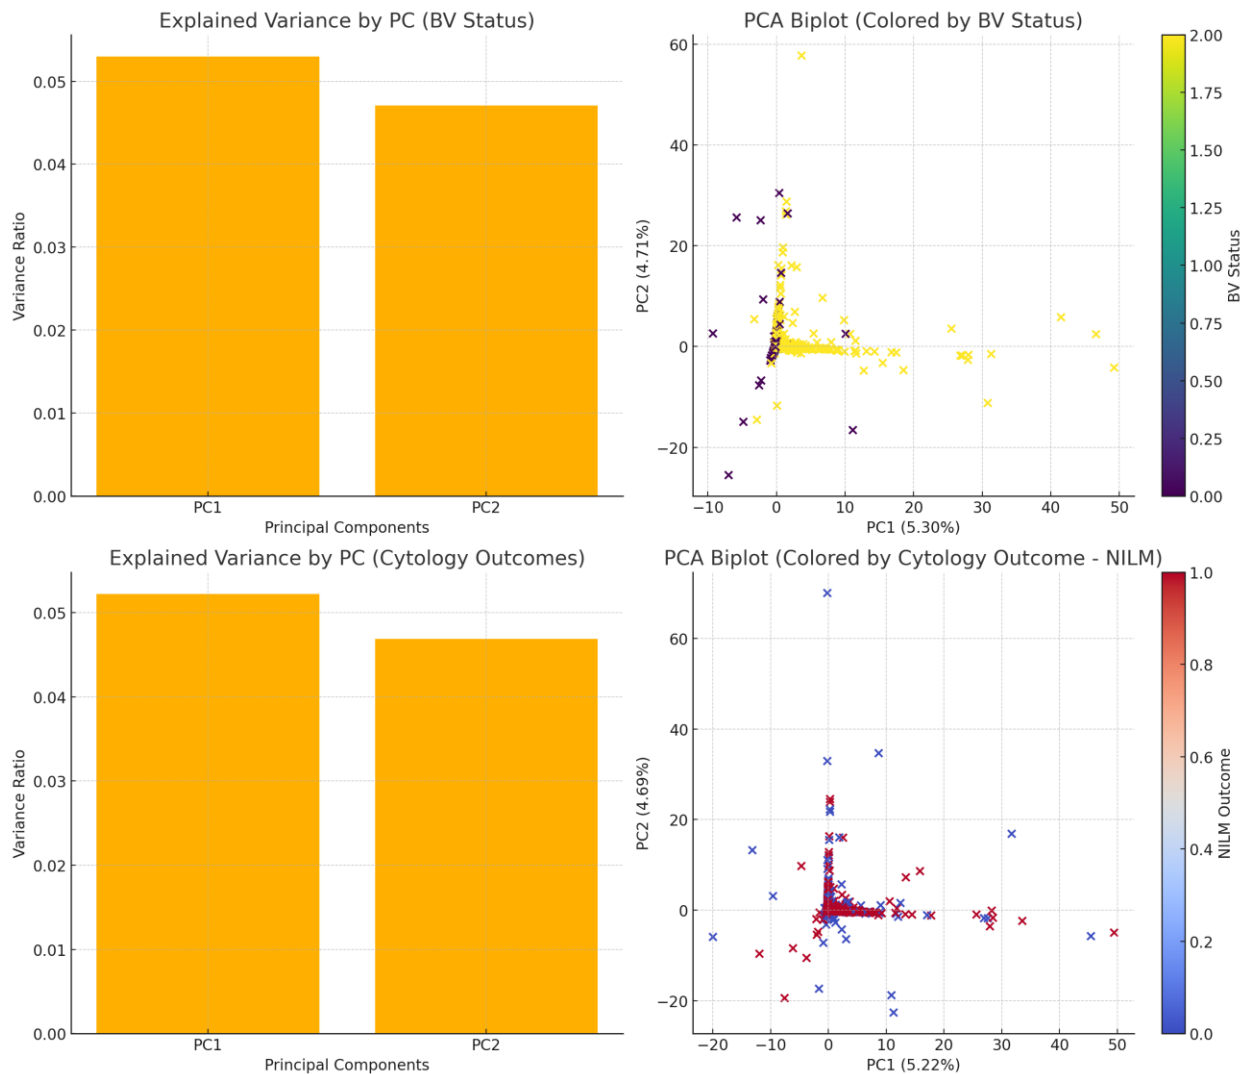 Explained Variance by PC (BV Status)
Variance Ratio
0.05
0.04
0.03
0.02
0.01
0.00
PC1
PC2
Principal Components
PCA Biplot (Colored by BV Status)
PC2 (4.71%)
60
40
20
0
−20
−10
0
10
20
30
40
50
PC1 (5.30%)
2.00
1.75
1.50
1.25
1.00
0.75
0.50
0.25
0.00
BV Status
Explained Variance by PC (Cytology Outcomes)
Variance Ratio
0.05
0.04
0.03
0.02
0.01
0.00
PC1
PC2
Principal Components
PCA Biplot (Colored by Cytology Outcome - NILM)
PC2 (4.69%)
60
40
20
0
−20
−20
−10
0
10
20
30
40
50
PC1 (5.22%)
1.0
0.8
0.6
0.4
0.2
0.0
NILM Outcome